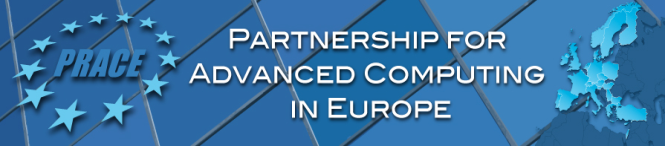 PRACE
PARTNERSHIP FOR
ADVANCED COMPUTING
IN EUROPE